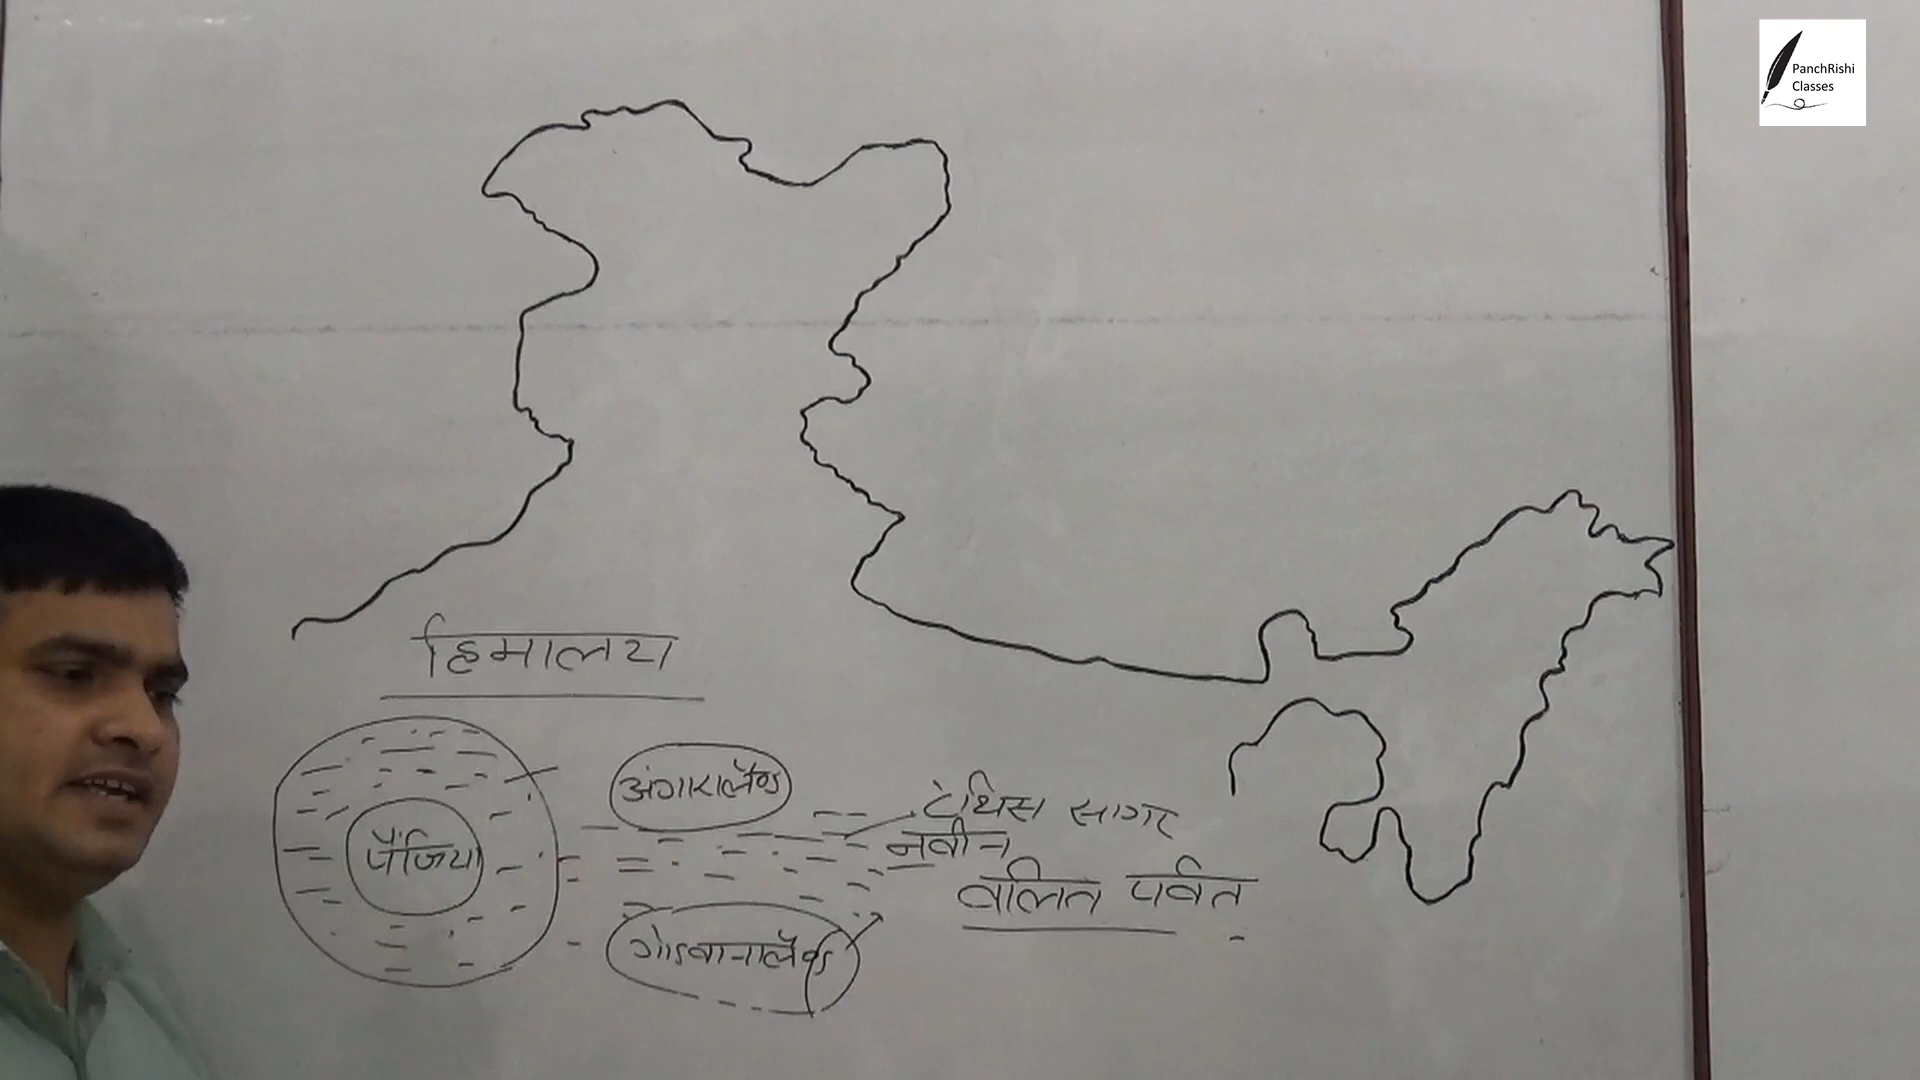 PanchRishi
Classes
हिमालय
पैंजिया
अंगारालैण्ड
टेथिस सागर
नवीन
वलित पर्वत
गोंडवानालैण्ड